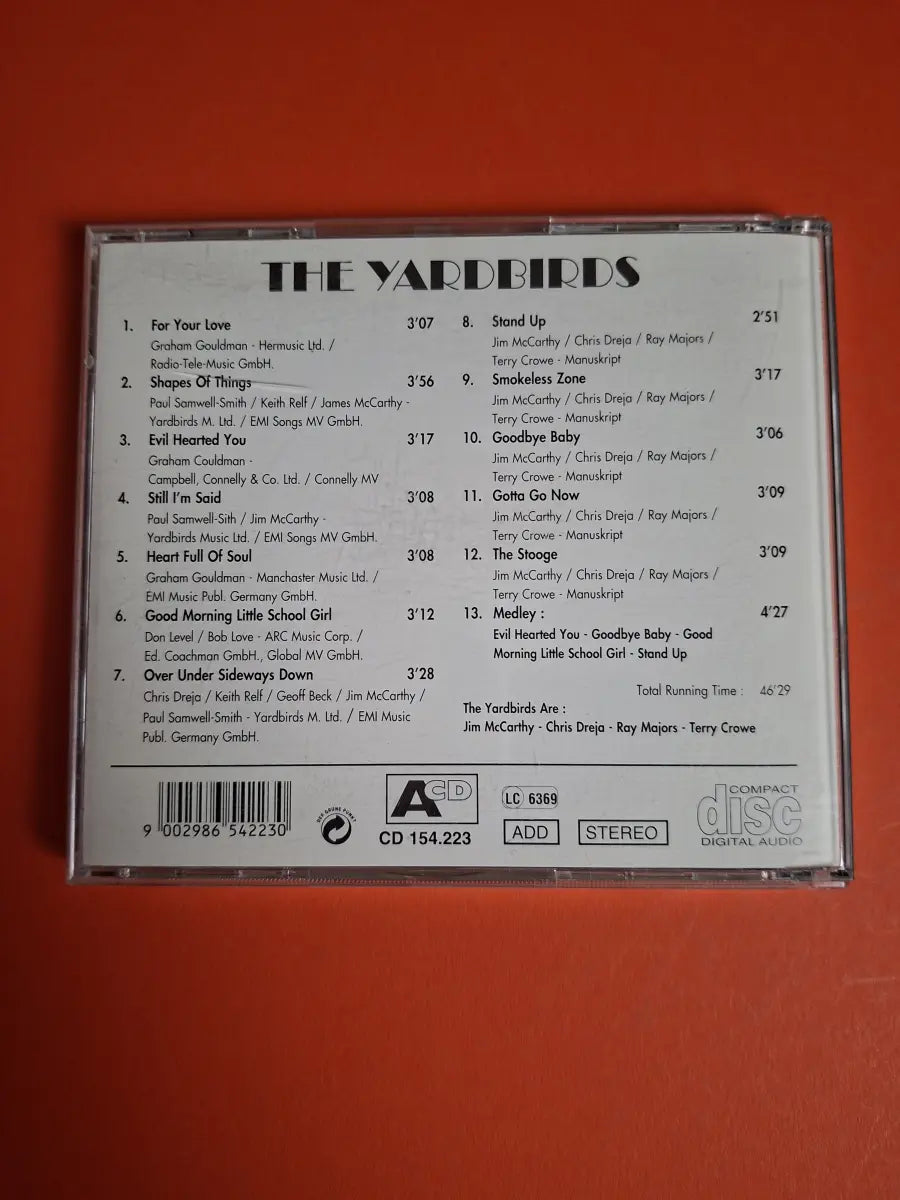 THE YARDBIRDS
1. For Your Love 3'07
Graham Gouldman - Hermusic Ltd. /
Radio-Tele-Music GmbH.
2. Shapes Of Things 3'56
Paul Samwell-Smith / Keith Relf / James McCarthy -
Yardbirds M. Ltd. / EMI Songs MV GmbH.
3. Evil Hearted You 3'17
Graham Couldman -
Campbell, Connelly & Co. Ltd. / Connelly MV
4. Still I'm Said 3'08
Paul Samwell-Sith / Jim McCarthy -
Yardbirds Music Ltd. / EMI Songs MV GmbH.
5. Heart Full Of Soul 3'08
Graham Gouldman - Manchaster Music Ltd. /
EMI Music Publ. Germany GmbH.
6. Good Morning Little School Girl 3'12
Don Level / Bob Love - ARC Music Corp. /
Ed. Coachman GmbH., Global MV GmbH.
7. Over Under Sideways Down 3'28
Chris Dreja / Keith Relf / Geoff Beck / Jim McCarthy /
Paul Samwell-Smith - Yardbirds M. Ltd. / EMI Music
Publ. Germany GmbH.
8. Stand Up 2'51
Jim McCarthy / Chris Dreja / Ray Majors /
Terry Crowe - Manuskript
9. Smokeless Zone 3'17
Jim McCarthy / Chris Dreja / Ray Majors /
Terry Crowe - Manuskript
10. Goodbye Baby 3'06
Jim McCarthy / Chris Dreja / Ray Majors /
Terry Crowe - Manuskript
11. Gotta Go Now 3'09
Jim McCarthy / Chris Dreja / Ray Majors /
Terry Crowe - Manuskript
12. The Stooge 3'09
Jim McCarthy / Chris Dreja / Ray Majors /
Terry Crowe - Manuskript
13. Medley : 4'27
Evil Hearted You - Goodbye Baby - Good
Morning Little School Girl - Stand Up
Total Running Time : 46'29
The Yardbirds Are :
Jim McCarthy - Chris Dreja - Ray Majors - Terry Crowe
9 002986 542230
DER GRÜNE PUNKT
ACD
CD 154.223
LC 6369
ADD
STEREO
COMPACT
disc
DIGITAL AUDIO